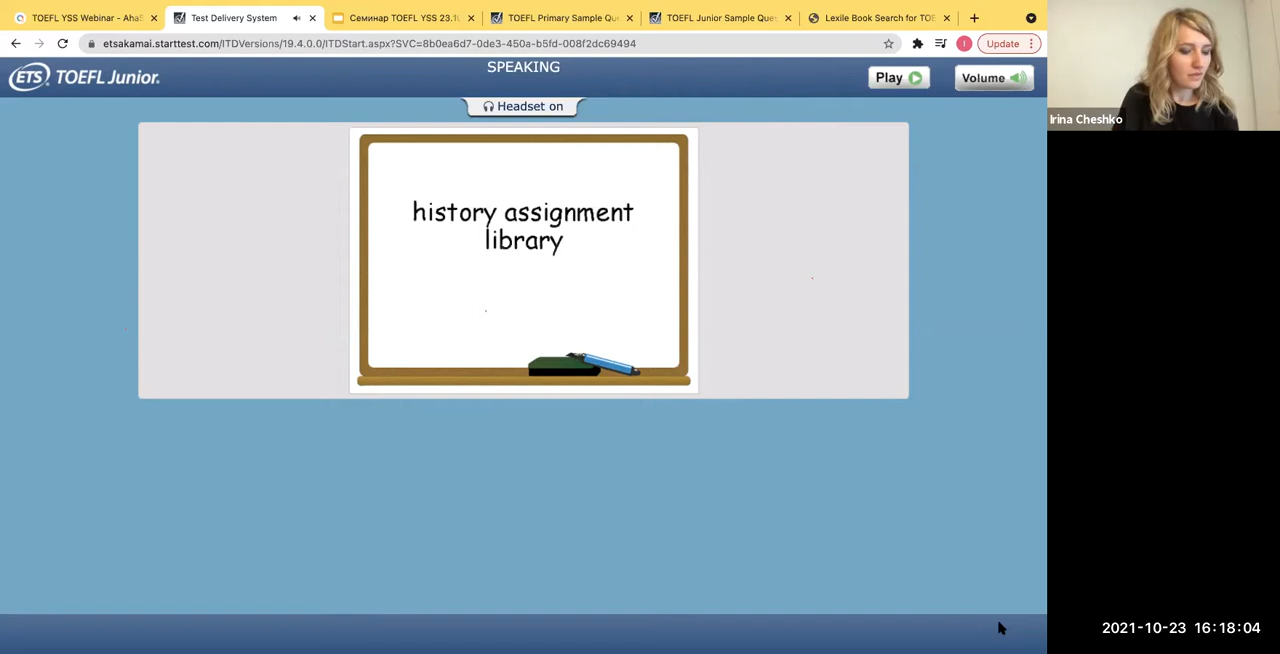 TOEFL YSS Webinar - AhaS
Test Delivery System
Семинар TOEFL YSS 23.1
TOEFL Primary Sample Qu
TOEFL Junior Sample Ques
Lexile Book Search for TOE
etsakamai.starttest.com/ITDVersions/19.4.0.0/ITDStart.aspx?SVC=8b0ea6d7-0de3-450a-b5fd-008f2dc69494
I
Update
ETS TOEFL Junior.
SPEAKING
Play
Volume
Headset on
Irina Cheshko
history assignment
library
2021-10-23 16:18:04